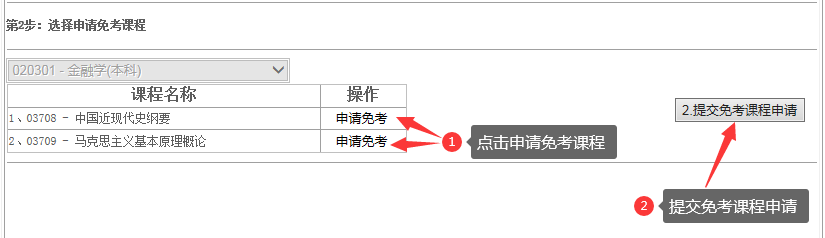 第2步：选择申请免考课程
020301 - 金融学(本科)
课程名称 操作
1、03708 - 中国近现代史纲要 申请免考
2.提交免考课程申请
2、03709 - 马克思主义基本原理概论 申请免考
1 点击申请免考课程
2 提交免考课程申请